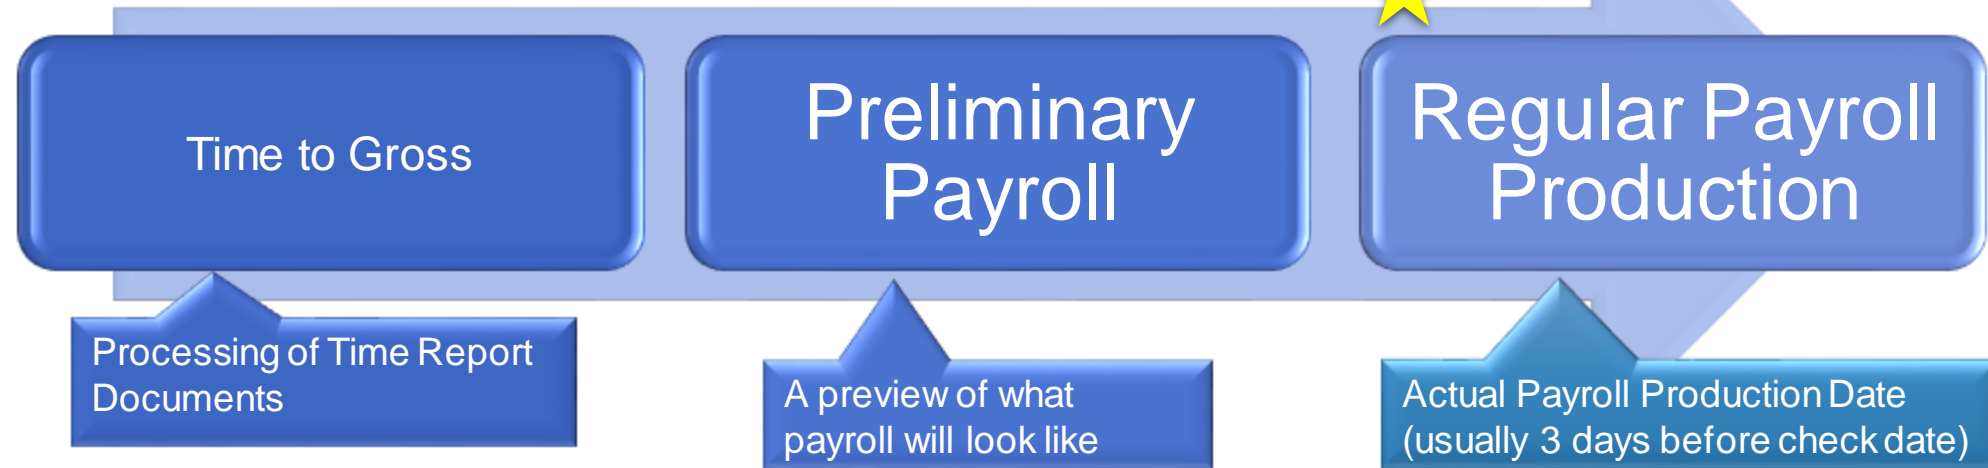 Time to Gross
Preliminary
Payroll
Regular Payroll
Production
Processing of Time Report
Documents
A preview of what
payroll will look like
Actual Payroll Production Date
(usually 3 days before check date)